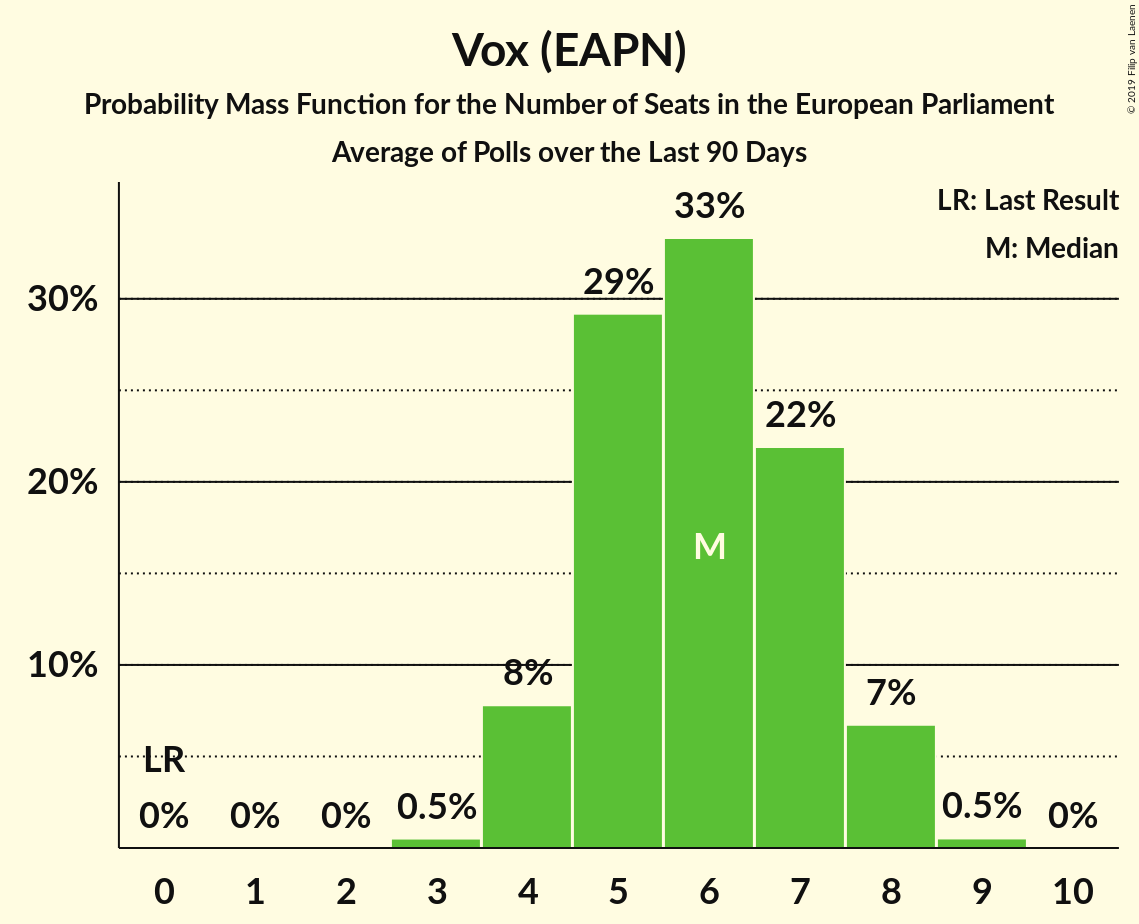 Vox (EAPN)
Probability Mass Function for the Number of Seats in the European Parliament
Average of Polls over the Last 90 Days
© 2019 Filip van Laenen
LR: Last Result
M: Median
33%
29%
30%
22%
20%
M
10%
8%
7%
LR
0%
0%
0%
0.5%
0.5%
0%
0 1 2 3 4 5 6 7 8 9 10